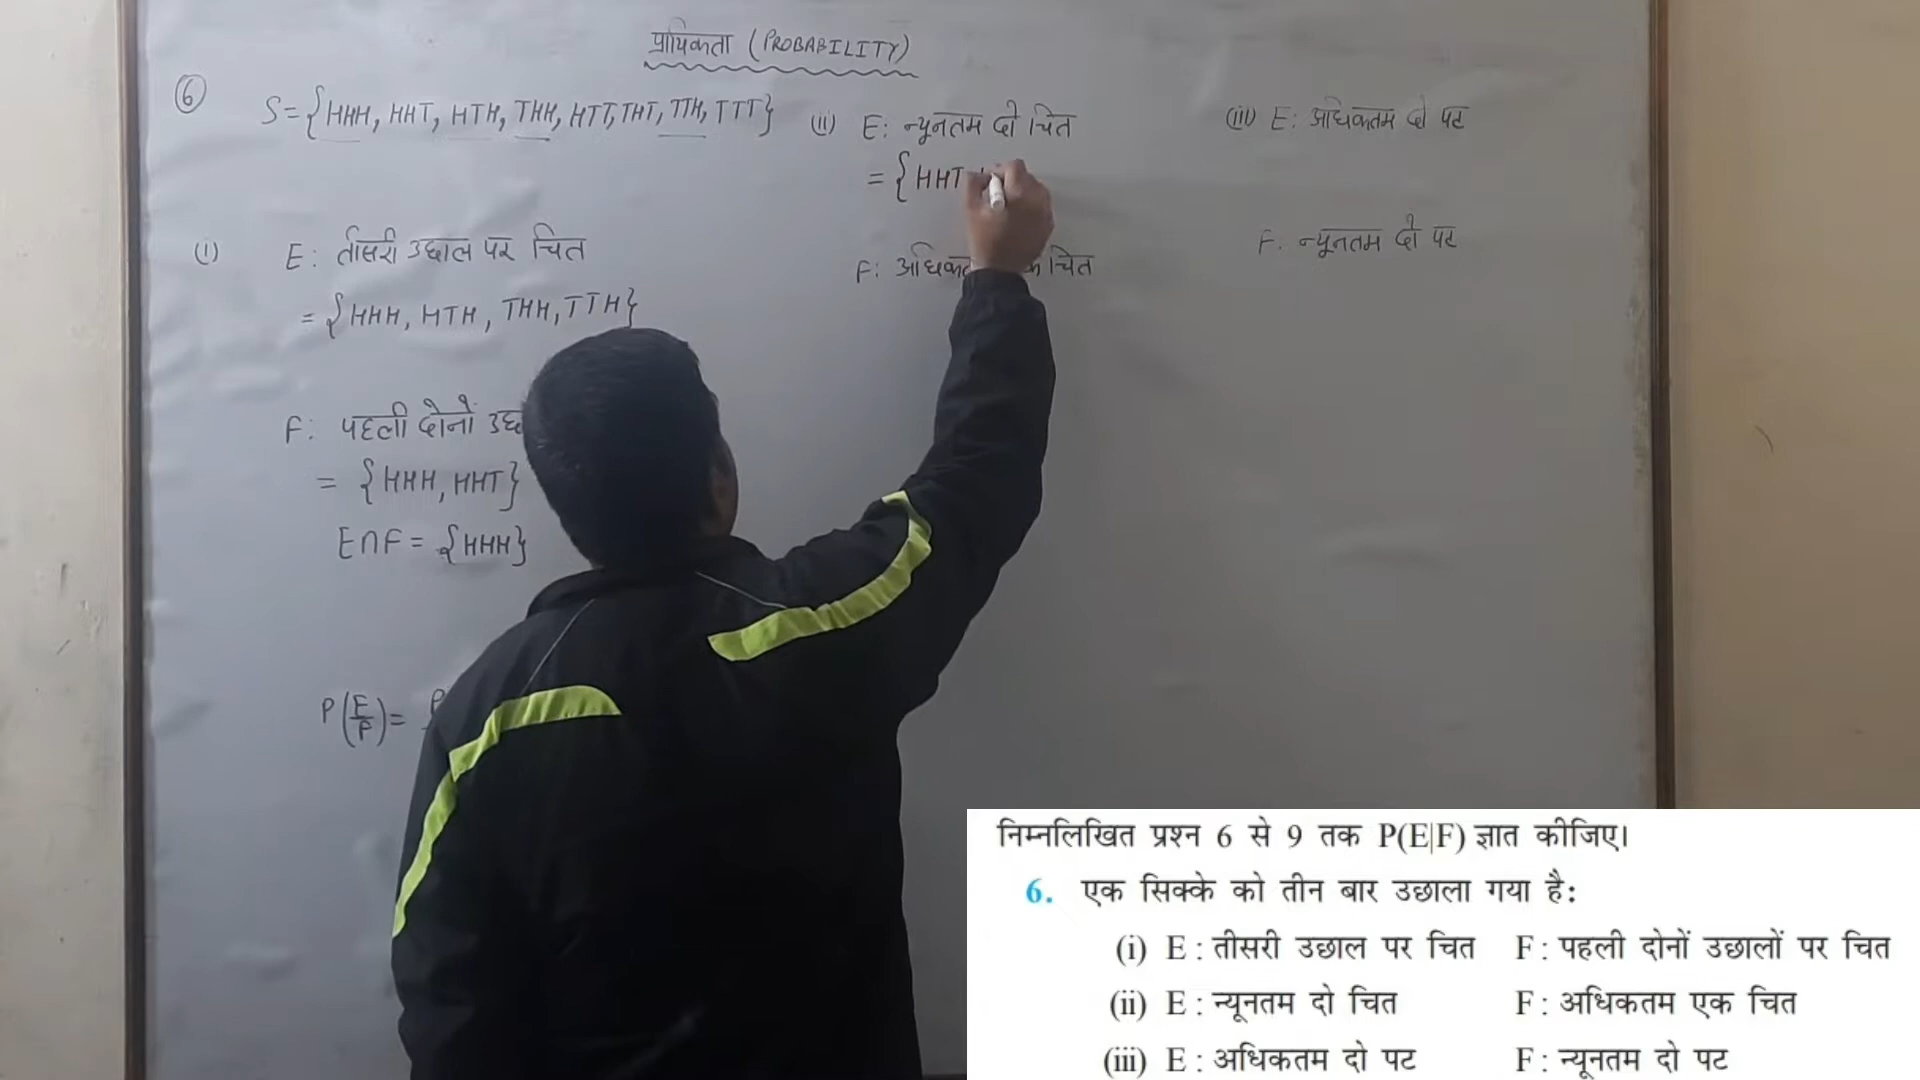 प्रायिकता (PROBABILITY)
⑥ S={HHH, HHT, HTH, THH, HTT, THT, TTH, TTT}
(i) E: तीसरी उछाल पर चित
= {HHH, HTH, THH, TTH}
F: पहली दोनों
= {HHH, HHT}
E∩F = {HHH}
P(E/F) =
(ii) E: न्यूनतम दो चित
= {HHT
F: चित
(iii) E: अधिकतम दो पट
F. न्यूनतम दो पट
निम्नलिखित प्रश्न 6 से 9 तक P(E|F) ज्ञात कीजिए।
6. एक सिक्के को तीन बार उछाला गया है:
(i) E : तीसरी उछाल पर चित F : पहली दोनों उछालों पर चित
(ii) E : न्यूनतम दो चित F : अधिकतम एक चित
(iii) E : अधिकतम दो पट F : न्यूनतम दो पट